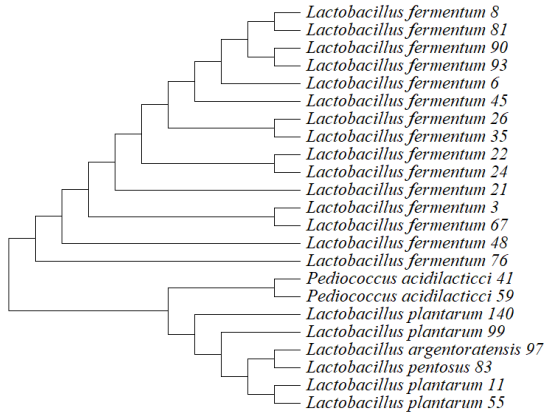 Lactobacillus fermentum 8
Lactobacillus fermentum 81
Lactobacillus fermentum 90
Lactobacillus fermentum 93
Lactobacillus fermentum 6
Lactobacillus fermentum 45
Lactobacillus fermentum 26
Lactobacillus fermentum 35
Lactobacillus fermentum 22
Lactobacillus fermentum 24
Lactobacillus fermentum 21
Lactobacillus fermentum 3
Lactobacillus fermentum 67
Lactobacillus fermentum 48
Lactobacillus fermentum 76
Pediococcus acidilacticci 41
Pediococcus acidilacticci 59
Lactobacillus plantarum 140
Lactobacillus plantarum 99
Lactobacillus argentoratensis 97
Lactobacillus pentosus 83
Lactobacillus plantarum 11
Lactobacillus plantarum 55